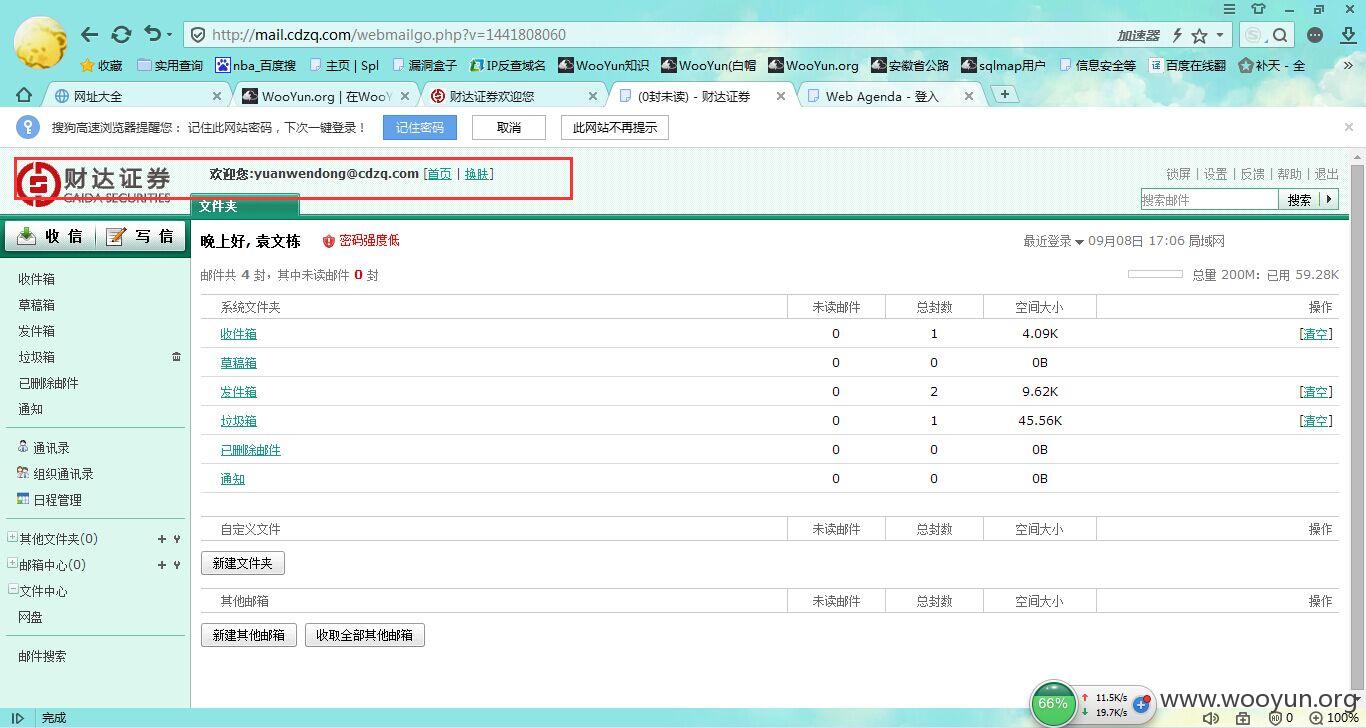 http://mail.cdzq.com/webmailgo.php?v=1441808060 加速器
收藏 实用查询 nba_百度搜 主页 | Spl 漏洞盒子 IP反查域名 WooYun知识 WooYun(白帽 WooYun.org 安徽省公路 sqlmap用户 信息安全等 百度在线翻 补天 - 全 »
网址大全 WooYun.org | 在WooY 财达证券欢迎您 (0封未读) - 财达证券 Web Agenda - 登入
搜狗高速浏览器提醒您： 记住此网站密码，下次一键登录！ 记住密码 取消 此网站不再提示
财达证券
CAIDA SECURITIES
欢迎您:yuanwendong@cdzq.com [首页 | 换肤]
锁屏 | 设置 | 反馈 | 帮助 | 退出
文件夹
搜索邮件 搜索
收 信 写 信
晚上好, 袁文栋 密码强度低
最近登录 09月08日 17:06 局域网
邮件共 4 封，其中未读邮件 0 封
总量 200M：已用 59.28K
收件箱
草稿箱
发件箱
垃圾箱
已删除邮件
通知
通讯录
组织通讯录
日程管理
其他文件夹(0)
邮箱中心(0)
文件中心
网盘
邮件搜索
系统文件夹 未读邮件 总封数 空间大小 操作
收件箱 0 1 4.09K [清空]
草稿箱 0 0 0B
发件箱 0 2 9.62K [清空]
垃圾箱 0 1 45.56K [清空]
已删除邮件 0 0 0B
通知 0 0 0B
自定义文件 未读邮件 总封数 空间大小 操作
新建文件夹
其他邮箱 未读邮件 总封数 空间大小 操作
新建其他邮箱 收取全部其他邮箱
66% 11.5K/s
19.7K/s
www.wooyun.org
完成
0 100%